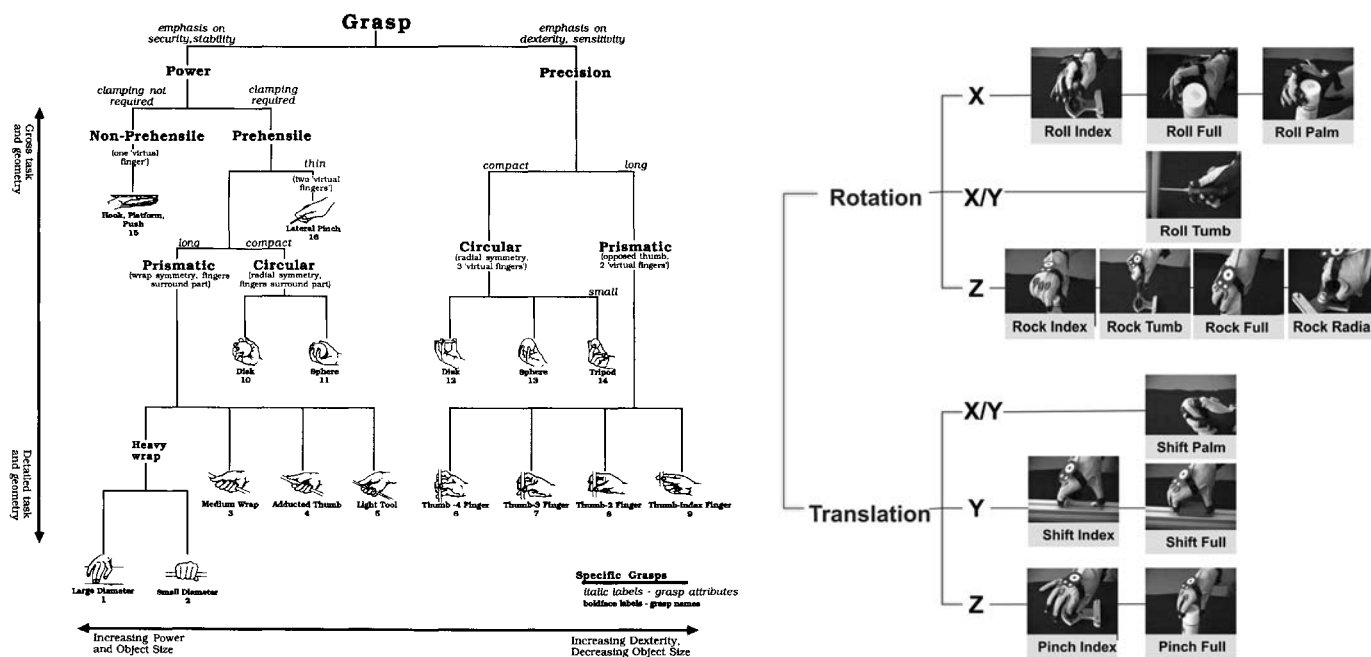 Grasp
emphasis on
security,stability
emphasis on
dexterity, sensitivity
Power
Precision
clamping not
required
clamping
required
Non-Prehensile
(one 'virtual
finger')
Prehensile
Hook, Platform,
Push
15
thin
(two 'virtual
fingers')
Lateral Pinch
16
compact
long
long
compact
Prismatic
(wrap symmetry, fingers
surround part)
Circular
(radial symmetry,
fingers surround part)
Circular
(radial symmetry,
3 'virtual fingers')
Prismatic
(opposed thumb,
2 'virtual fingers')
small
Disk
10
Sphere
11
Disk
12
Sphere
13
Tripod
14
Heavy
wrap
Medium Wrap
3
Adducted Thumb
4
Light Tool
5
Thumb -4 Finger
6
Thumb-3 Finger
7
Thumb-2 Finger
8
Thumb-Index Finger
9
Large Diameter
1
Small Diameter
2
Specific Grasps
italic labels - grasp attributes
boldface labels - grasp names
Gross task
and geometry
Detailed task
and geometry
Increasing Power
and Object Size
Increasing Dexterity,
Decreasing Object Size
Rotation
X
Roll Index
Roll Full
Roll Palm
X/Y
Roll Tumb
Z
Rock Index
Rock Tumb
Rock Full
Rock Radia
Translation
X/Y
Shift Palm
Y
Shift Index
Shift Full
Z
Pinch Index
Pinch Full